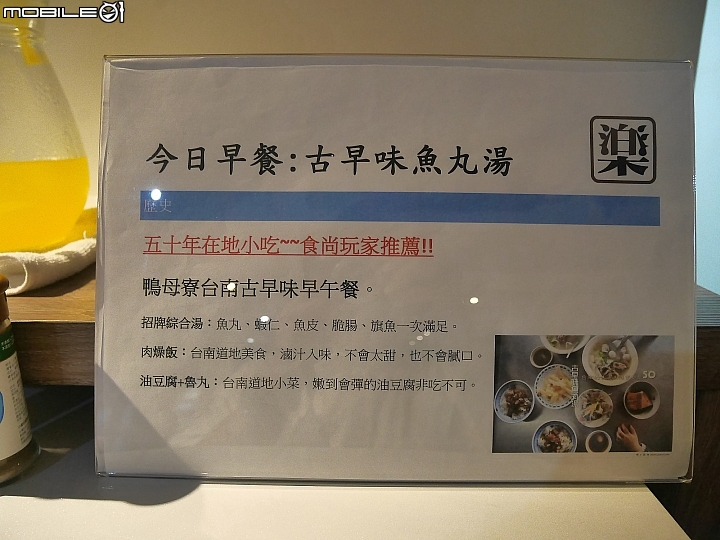 MOBILE01
今日早餐:古早味魚丸湯
楽
歷史
五十年在地小吃~~食尚玩家推薦!!
鴨母寮台南古早味早午餐。
招牌綜合湯：魚丸、蝦仁、魚皮、脆腸、旗魚一次滿足。
肉燥飯：台南道地美食，滷汁入味，不會太甜，也不會膩口。
油豆腐+魯丸：台南道地小菜，嫩到會彈的油豆腐非吃不可。
50